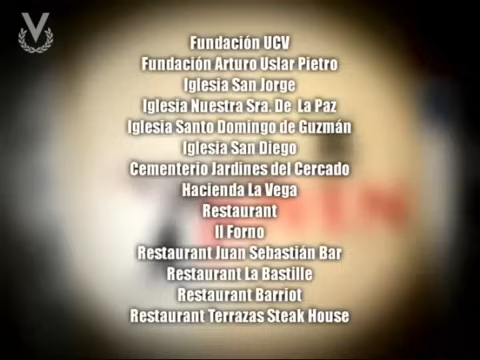 Fundación UCV
Fundación Arturo Uslar Pietro
Iglesia San Jorge
Iglesia Nuestra Sra. De La Paz
Iglesia Santo Domingo de Guzmán
Iglesia San Diego
Cementerio Jardines del Cercado
Hacienda La Vega
Restaurant
Il Forno
Restaurant Juan Sebastián Bar
Restaurant La Bastille
Restaurant Barriot
Restaurant Terrazas Steak House